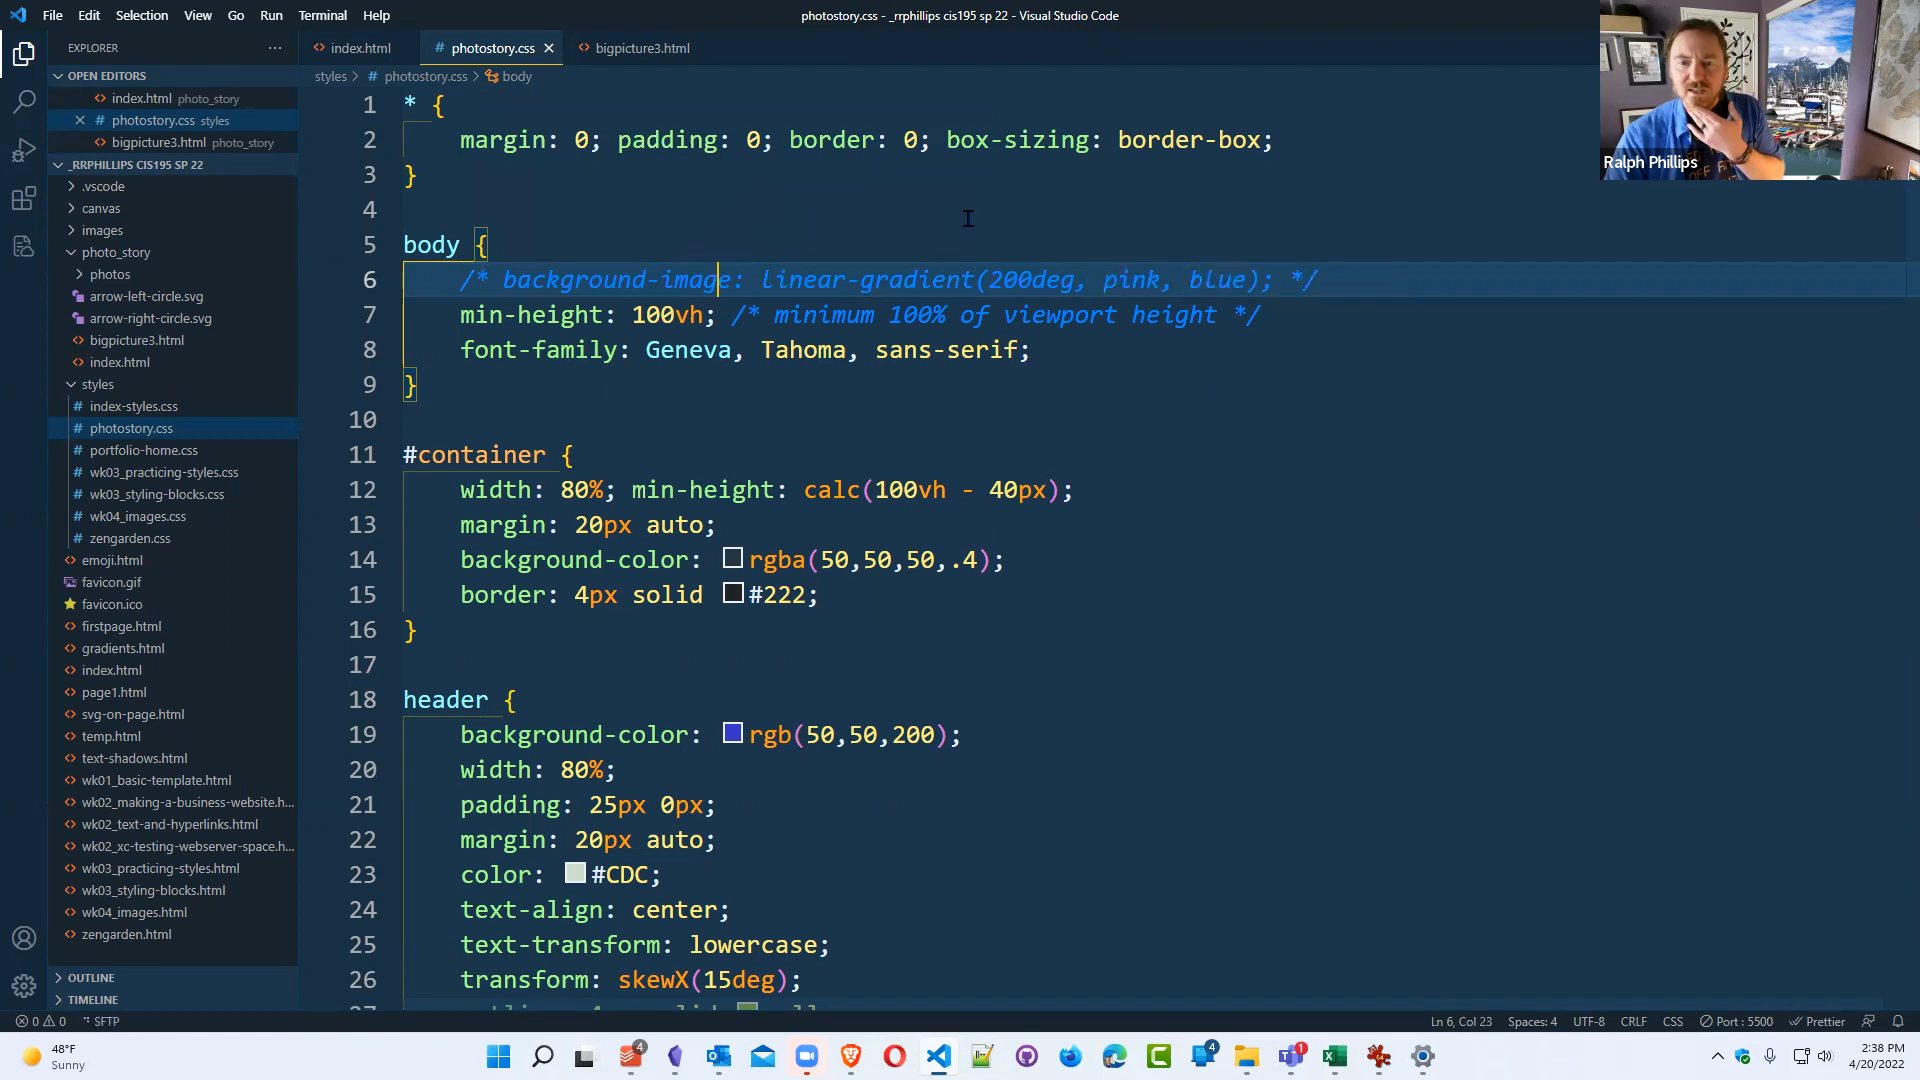 File Edit Selection View Go Run Terminal Help
photostory.css - _rrphillips cis195 sp 22 - Visual Studio Code
EXPLORER ···
OPEN EDITORS
index.html photo_story
photostory.css styles
bigpicture3.html photo_story
_RRPHILLIPS CIS195 SP 22
.vscode
canvas
images
photo_story
photos
arrow-left-circle.svg
arrow-right-circle.svg
bigpicture3.html
index.html
styles
index-styles.css
photostory.css
portfolio-home.css
wk03_practicing-styles.css
wk03_styling-blocks.css
wk04_images.css
zengarden.css
emoji.html
favicon.gif
favicon.ico
firstpage.html
gradients.html
index.html
page1.html
svg-on-page.html
temp.html
text-shadows.html
wk01_basic-template.html
wk02_making-a-business-website.h...
wk02_text-and-hyperlinks.html
wk02_xc-testing-webserver-space.h...
wk03_practicing-styles.html
wk03_styling-blocks.html
wk04_images.html
zengarden.html
OUTLINE
TIMELINE
index.html # photostory.css bigpicture3.html
styles > # photostory.css > body
1 * {
2 margin: 0; padding: 0; border: 0; box-sizing: border-box;
3 }
4
5 body {
6 /* background-image: linear-gradient(200deg, pink, blue); */
7 min-height: 100vh; /* minimum 100% of viewport height */
8 font-family: Geneva, Tahoma, sans-serif;
9 }
10
11 #container {
12 width: 80%; min-height: calc(100vh - 40px);
13 margin: 20px auto;
14 background-color: rgba(50,50,50,.4);
15 border: 4px solid #222;
16 }
17
18 header {
19 background-color: rgb(50,50,200);
20 width: 80%;
21 padding: 25px 0px;
22 margin: 20px auto;
23 color: #CDC;
24 text-align: center;
25 text-transform: lowercase;
26 transform: skewX(15deg);
Ralph Phillips
0 0 SFTP
Ln 6, Col 23 Spaces: 4 UTF-8 CRLF CSS Port : 5500 Prettier
48°F
Sunny
4
4
1
2:38 PM
4/20/2022